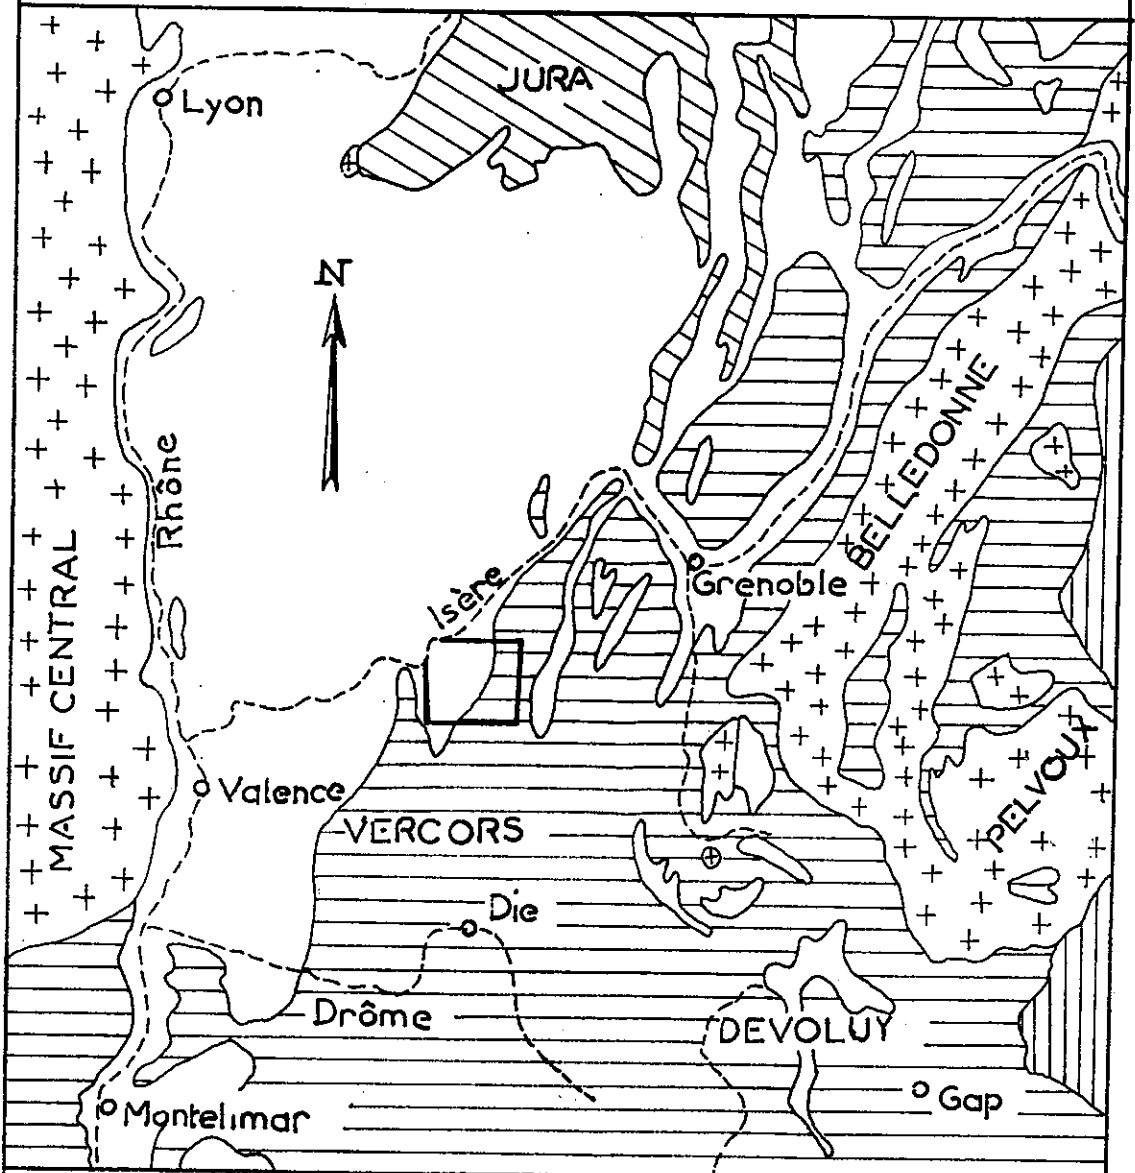 JURA
Lyon
N
Rhône
BELLEDONNE
Isère
Grenoble
MASSIF CENTRAL
Valence
PELVOUX
VERCORS
Die
Drôme
DEVOLUY
Gap
Montelimar